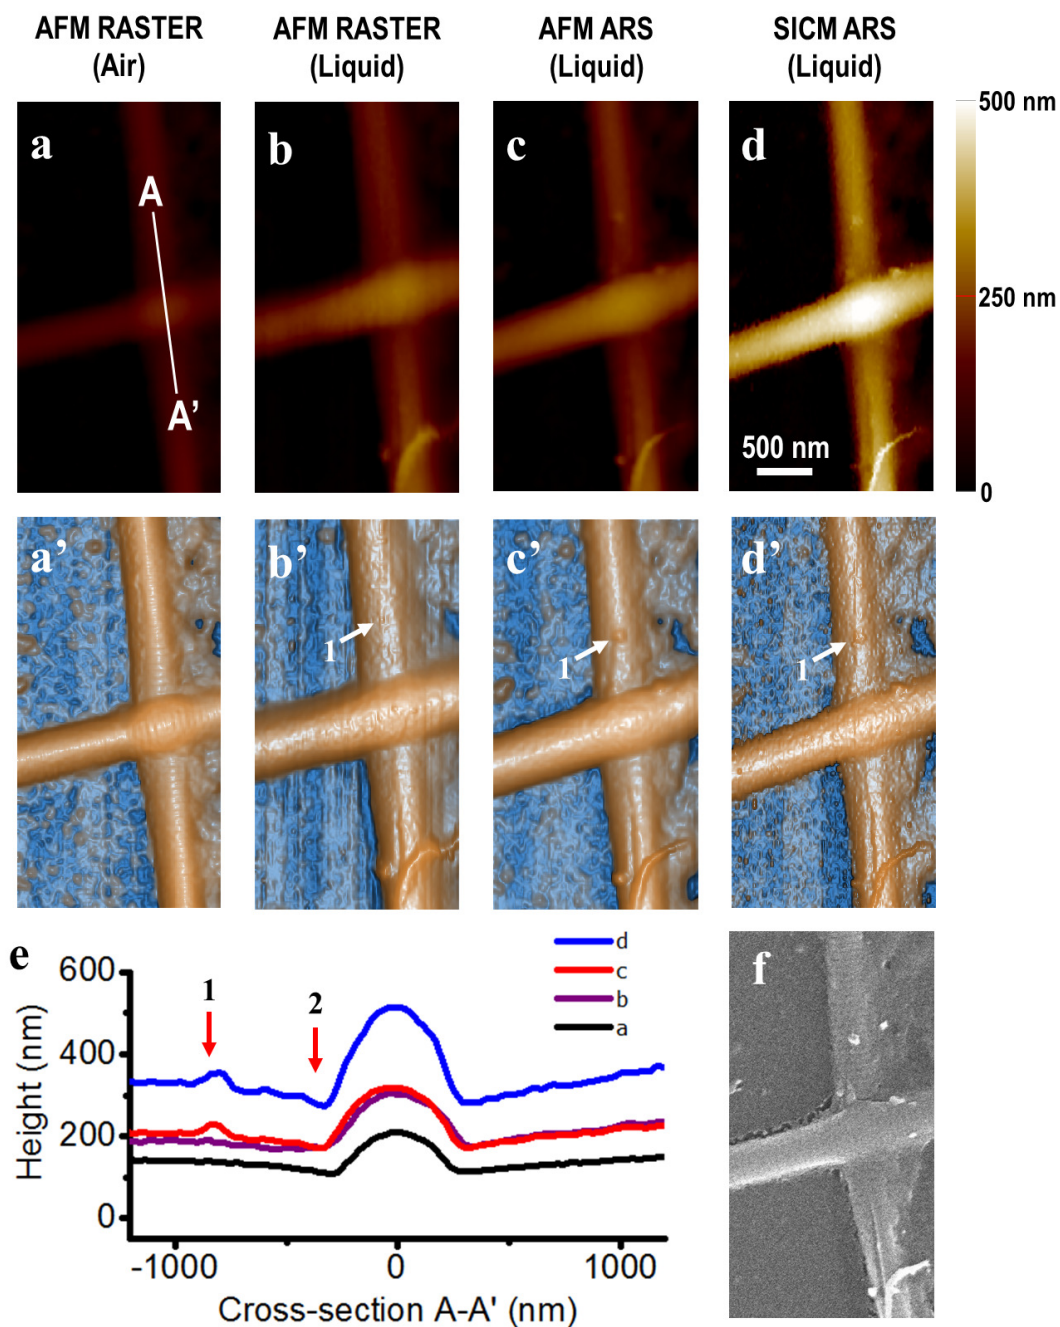 AFM RASTER
(Air)
AFM RASTER
(Liquid)
AFM ARS
(Liquid)
SICM ARS
(Liquid)
a
A
A’
b
c
d
500 nm
500 nm
250 nm
0
a’
b’
1
c’
1
d’
1
e
600
400
200
0
Height (nm)
1
2
d
c
b
a
-1000
0
1000
Cross-section A-A' (nm)
f